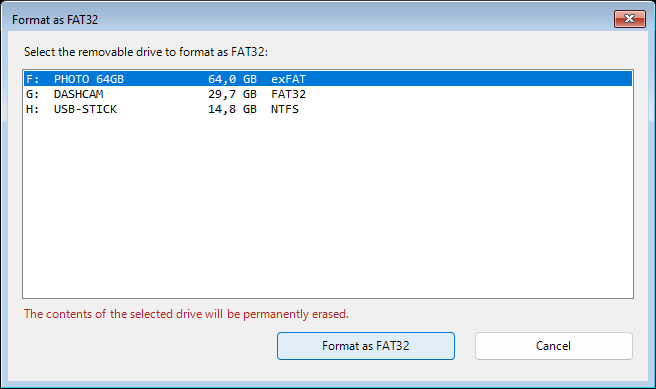 Format as FAT32
Select the removable drive to format as FAT32:
F: PHOTO 64GB 64,0 GB exFAT
G: DASHCAM 29,7 GB FAT32
H: USB-STICK 14,8 GB NTFS
The contents of the selected drive will be permanently erased.
Format as FAT32 Cancel